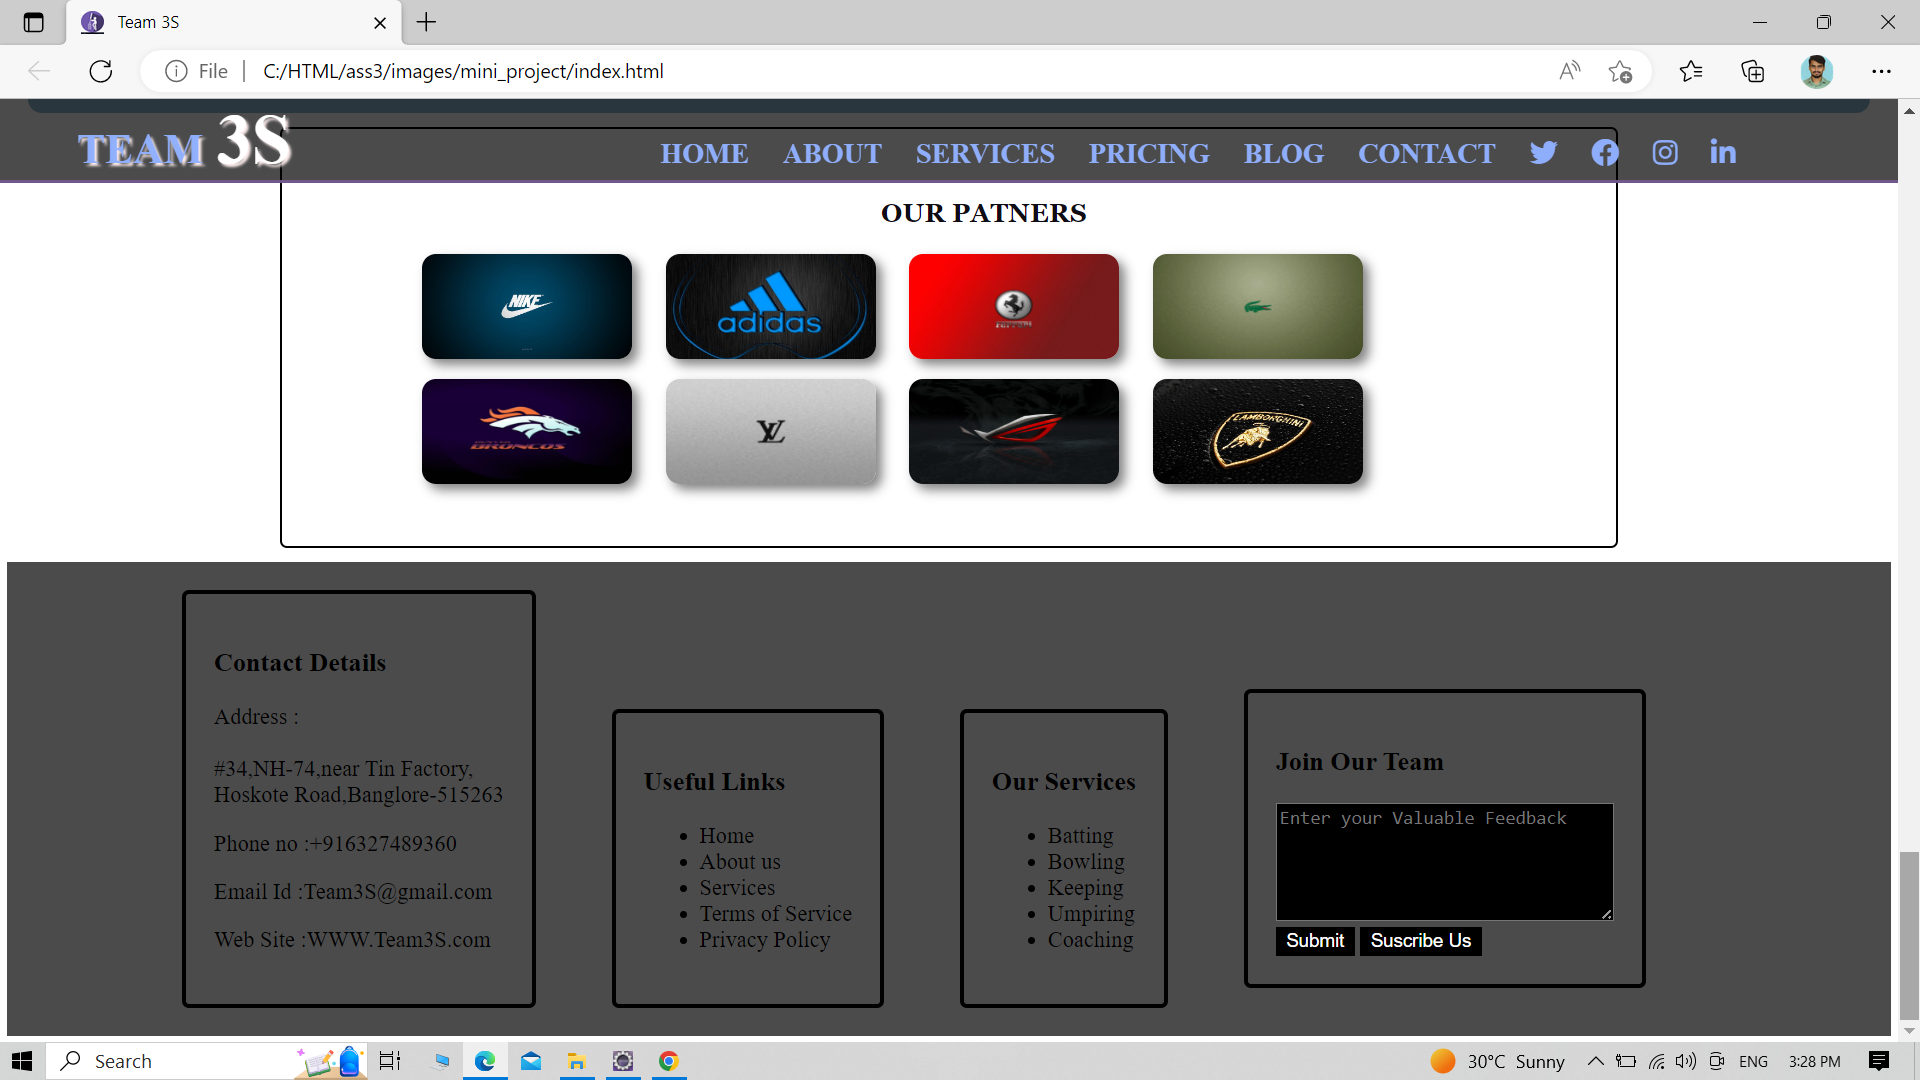 Team 3S
File
C:/HTML/ass3/images/mini_project/index.html
TEAM 3S
HOME ABOUT SERVICES PRICING BLOG CONTACT
OUR PATNERS
NIKE
adidas
BRONCOS
LV
LAMBORGHINI
Contact Details
Address :
#34,NH-74,near Tin Factory,
Hoskote Road,Banglore-515263
Phone no :+916327489360
Email Id :Team3S@gmail.com
Web Site :WWW.Team3S.com
Useful Links
Home
About us
Services
Terms of Service
Privacy Policy
Our Services
Batting
Bowling
Keeping
Umpiring
Coaching
Join Our Team
Enter your Valuable Feedback
Submit Suscribe Us
Search
30°C Sunny
ENG
3:28 PM